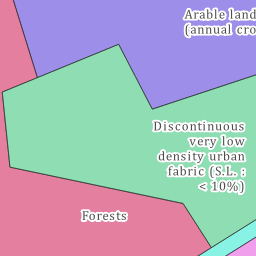 Arable land
(annual cro
Discontinuous
very low
density urban
fabric (S.L. :
< 10%)
Forests